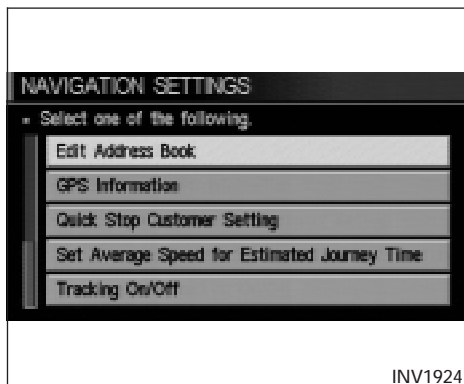 NAVIGATION SETTINGS
Select one of the following.
Edit Address Book
GPS Information
Quick Stop Customer Setting
Set Average Speed for Estimated Journey Time
Tracking On/Off
INV1924